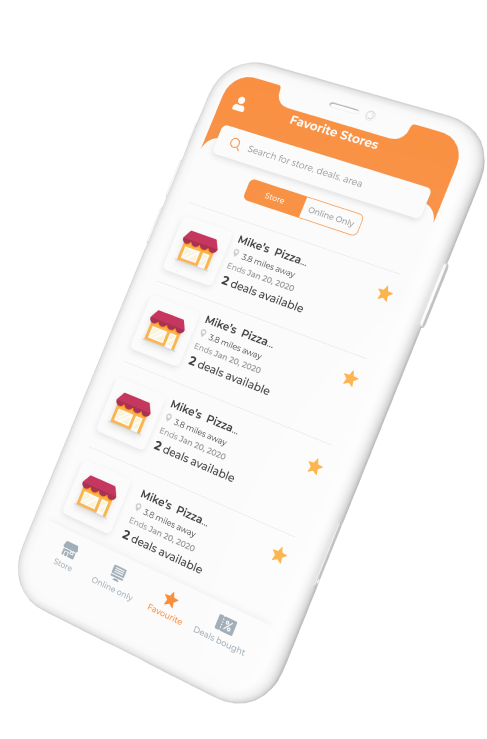 Favorite Stores
Search for store, deals, area
Store
Online Only
Mike's Pizza...
3.8 miles away
Ends Jan 20, 2020
2 deals available
Mike's Pizza...
3.8 miles away
Ends Jan 20, 2020
2 deals available
Mike's Pizza...
3.8 miles away
Ends Jan 20, 2020
2 deals available
Mike's Pizza...
3.8 miles away
Ends Jan 20, 2020
2 deals available
Store
Online only
Favourite
Deals bought